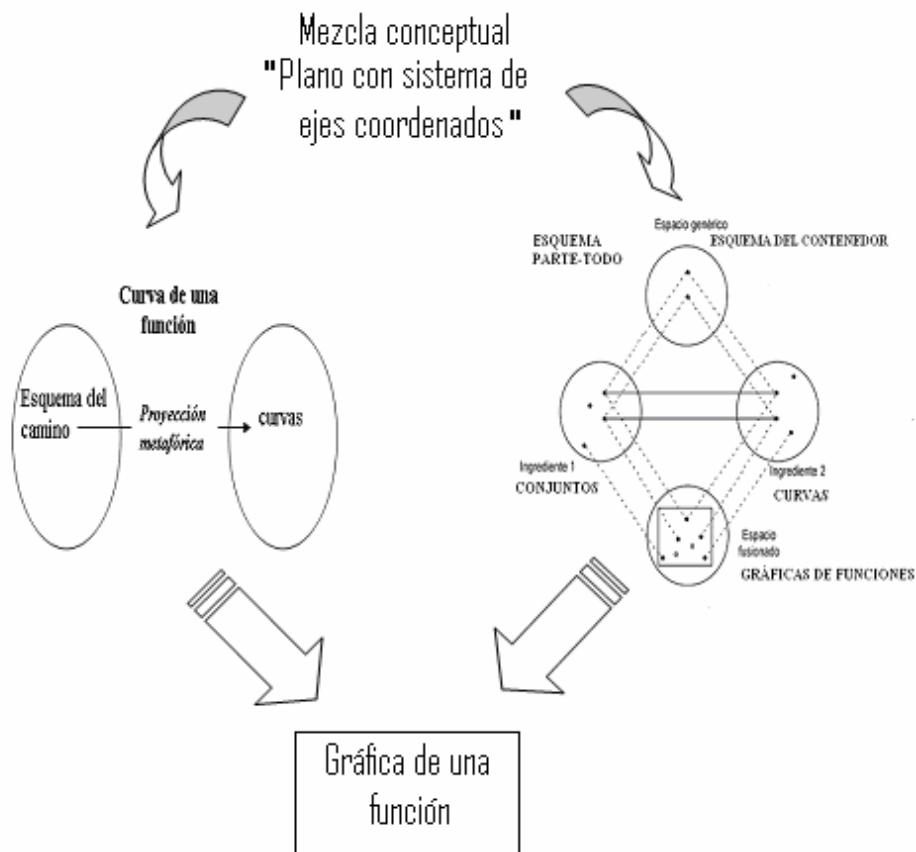 Mezcla conceptual
"Plano con sistema de
ejes coordenados"
Curva de una
función
Esquema del
camino
Proyección
metafórica
curvas
Espacio genérico
ESQUEMA
PARTE-TODO
ESQUEMA DEL CONTENEDOR
Ingrediente 1
CONJUNTOS
Ingrediente 2
CURVAS
Espacio
fusionado
GRÀFICAS DE FUNCIONES
Gráfica de una
función